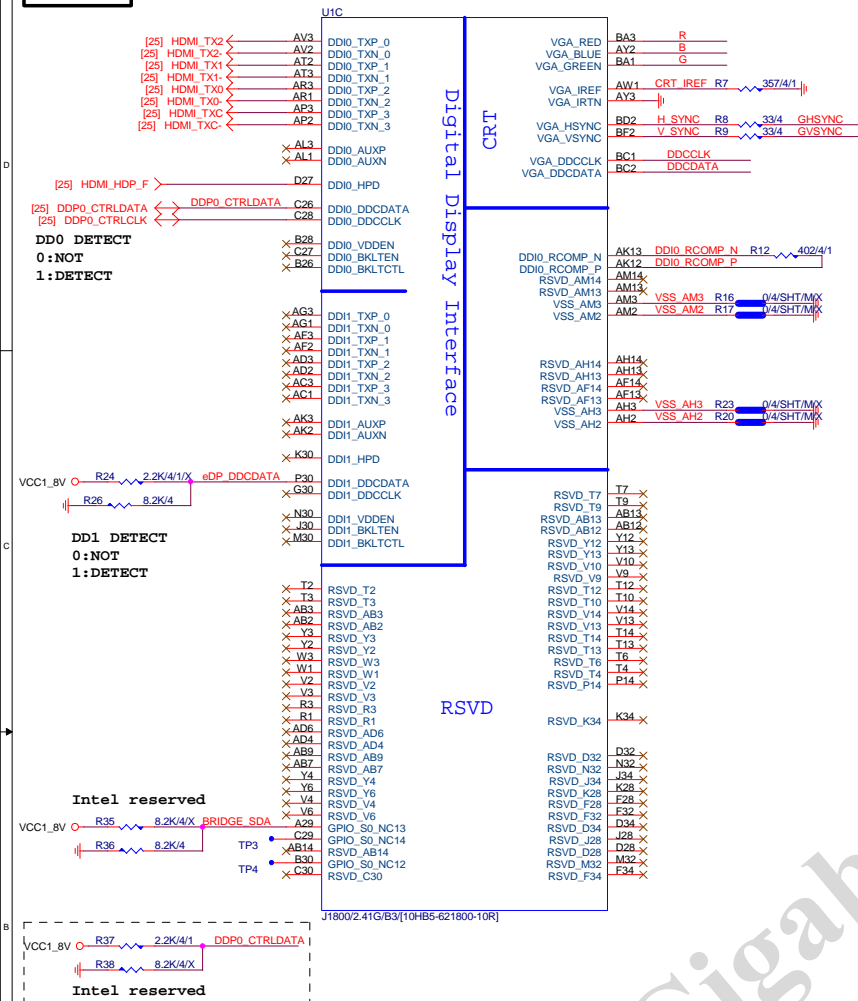 U1C
[25] HDMI_TX2 AV3 DDI0_TXP_0
[25] HDMI_TX2- AV2 DDI0_TXN_0
[25] HDMI_TX1 AT2 DDI0_TXP_1
[25] HDMI_TX1- AT3 DDI0_TXN_1
[25] HDMI_TX0 AR3 DDI0_TXP_2
[25] HDMI_TX0- AR1 DDI0_TXN_2
[25] HDMI_TXC AP3 DDI0_TXP_3
[25] HDMI_TXC- AP2 DDI0_TXN_3
AL3 DDI0_AUXP
AL1 DDI0_AUXN
[25] HDMI_HDP_F D27 DDI0_HPD
[25] DDP0_CTRLDATA DDP0_CTRLDATA C26 DDI0_DDCDATA
[25] DDP0_CTRLCLK C28 DDI0_DDCCLK
DD0 DETECT
0:NOT
1:DETECT
B28 DDI0_VDDEN
C27 DDI0_BKLTEN
B26 DDI0_BKLTCTL
AG3 DDI1_TXP_0
AG1 DDI1_TXN_0
AF3 DDI1_TXP_1
AF2 DDI1_TXN_1
AD3 DDI1_TXP_2
AD2 DDI1_TXN_2
AC3 DDI1_TXP_3
AC1 DDI1_TXN_3
AK3 DDI1_AUXP
AK2 DDI1_AUXN
K30 DDI1_HPD
VCC1_8V R24 2.2K/4/1/X eDP_DDCDATA P30 DDI1_DDCDATA
G30 DDI1_DDCCLK
R26 8.2K/4
N30 DDI1_VDDEN
J30 DDI1_BKLTEN
M30 DDI1_BKLTCTL
DD1 DETECT
0:NOT
1:DETECT
T2 RSVD_T2
T3 RSVD_T3
AB3 RSVD_AB3
AB2 RSVD_AB2
Y3 RSVD_Y3
Y2 RSVD_Y2
W3 RSVD_W3
W1 RSVD_W1
V2 RSVD_V2
V3 RSVD_V3
R3 RSVD_R3
R1 RSVD_R1
AD6 RSVD_AD6
AD4 RSVD_AD4
AB9 RSVD_AB9
AB7 RSVD_AB7
Y4 RSVD_Y4
Y6 RSVD_Y6
V4 RSVD_V4
V6 RSVD_V6
Intel reserved
VCC1_8V R35 8.2K/4/X BRIDGE_SDA A29 GPIO_S0_NC13
C29 GPIO_S0_NC14
R36 8.2K/4
TP3 AB14 RSVD_AB14
B30 GPIO_S0_NC12
TP4 C30 RSVD_C30
Digital Display Interface
CRT
RSVD
VGA_RED BA3 R
VGA_BLUE AY2 B
VGA_GREEN BA1 G
VGA_IREF AW1 CRT_IREF R7 357/4/1
VGA_IRTN AY3
VGA_HSYNC BD2 H_SYNC R8 33/4 GHSYNC
VGA_VSYNC BF2 V_SYNC R9 33/4 GVSYNC
VGA_DDCCLK BC1 DDCCLK
VGA_DDCDATA BC2 DDCDATA
DDI0_RCOMP_N AK13 DDI0_RCOMP_N R12 402/4/1
DDI0_RCOMP_P AK12 DDI0_RCOMP_P
RSVD_AM14 AM14
RSVD_AM13 AM13
VSS_AM3 AM3 VSS_AM3 R16 0/4/SHT/M/X
VSS_AM2 AM2 VSS_AM2 R17 0/4/SHT/M/X
RSVD_AH14 AH14
RSVD_AH13 AH13
RSVD_AF14 AF14
RSVD_AF13 AF13
VSS_AH3 AH3 VSS_AH3 R23 0/4/SHT/M/X
VSS_AH2 AH2 VSS_AH2 R20 0/4/SHT/M/X
RSVD_T7 T7
RSVD_T9 T9
RSVD_AB13 AB13
RSVD_AB12 AB12
RSVD_Y12 Y12
RSVD_Y13 Y13
RSVD_V10 V10
RSVD_V9 V9
RSVD_T12 T12
RSVD_T10 T10
RSVD_V14 V14
RSVD_V13 V13
RSVD_T14 T14
RSVD_T13 T13
RSVD_T6 T6
RSVD_T4 T4
RSVD_P14 P14
RSVD_K34 K34
RSVD_D32 D32
RSVD_N32 N32
RSVD_J34 J34
RSVD_K28 K28
RSVD_F28 F28
RSVD_F32 F32
RSVD_D34 D34
RSVD_J28 J28
RSVD_D28 D28
RSVD_M32 M32
RSVD_F34 F34
J1800/2.41G/B3/[10HB5-621800-10R]
VCC1_8V R37 2.2K/4/1 DDP0_CTRLDATA
R38 8.2K/4/X
Intel reserved
D
C
B
Gigab